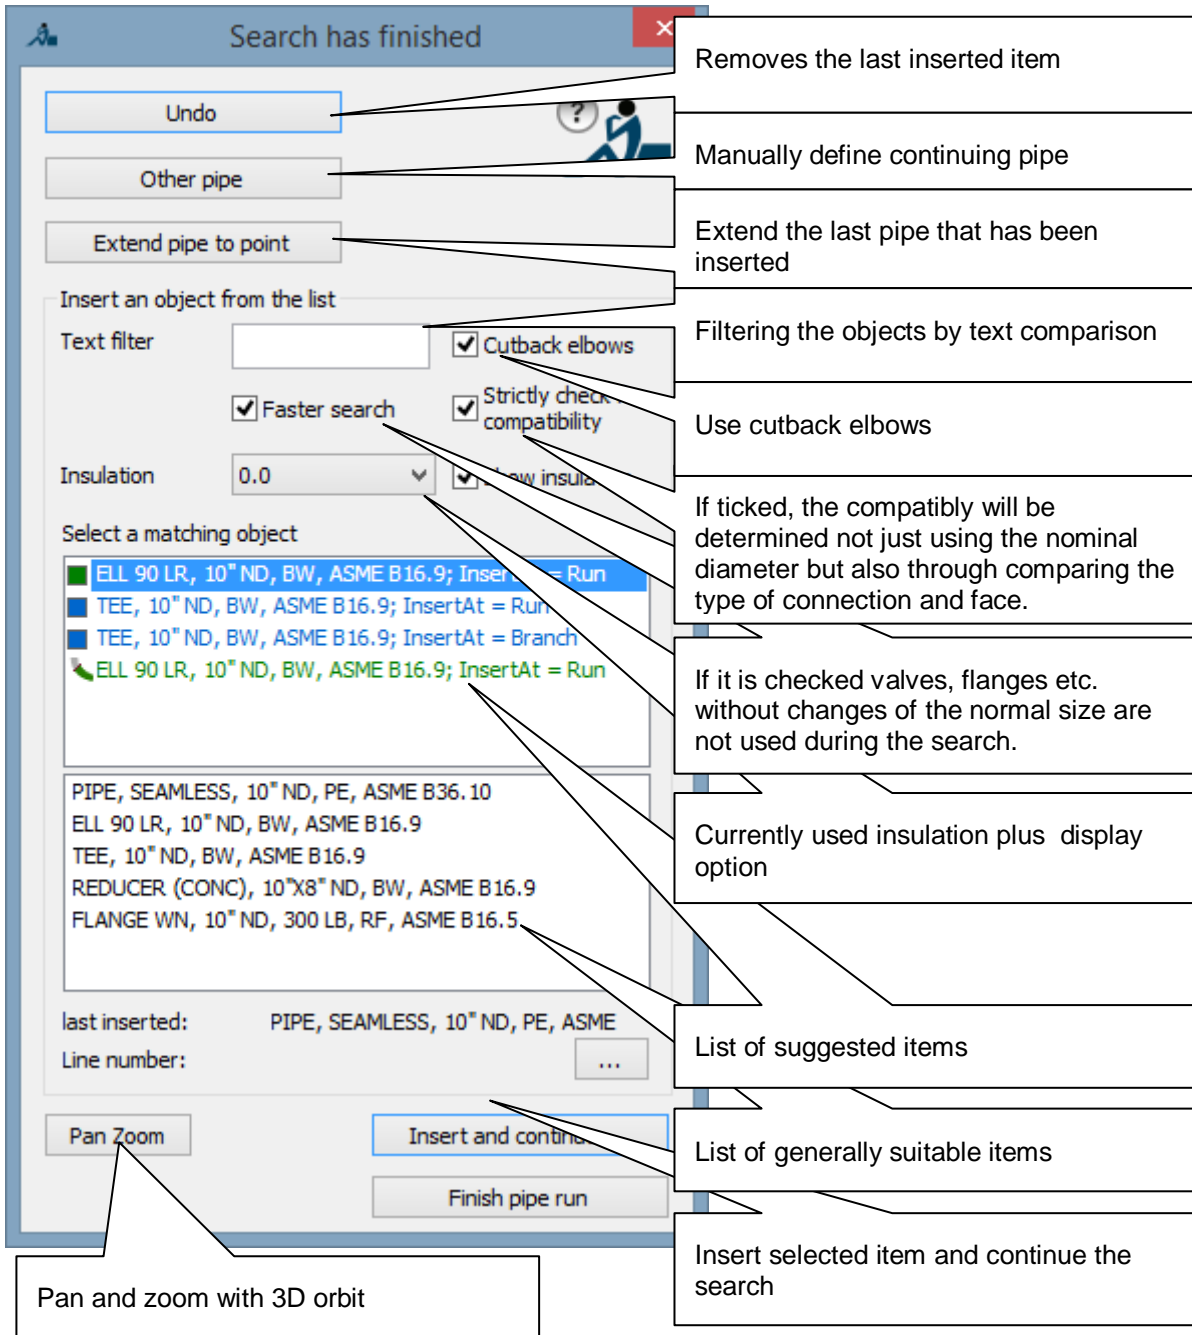 Search has finished
Removes the last inserted item
Undo
?
Manually define continuing pipe
Other pipe
Extend the last pipe that has been
inserted
Extend pipe to point
Insert an object from the list
Filtering the objects by text comparison
Text filter
Cutback elbows
Faster search
Strictly check
compatibility
Use cutback elbows
Insulation
0.0
If ticked, the compatibly will be
determined not just using the nominal
diameter but also through comparing the
type of connection and face.
Select a matching object
ELL 90 LR, 10" ND, BW, ASME B16.9; = Run
TEE, 10" ND, BW, ASME B16.9; InsertAt = Run
TEE, 10" ND, BW, ASME B16.9; InsertAt = Branch
ELL 90 LR, 10" ND, BW, ASME B16.9; InsertAt = Run
If it is checked valves, flanges etc.
without changes of the normal size are
not used during the search.
PIPE, SEAMLESS, 10" ND, PE, ASME B36.10
ELL 90 LR, 10" ND, BW, ASME B16.9
TEE, 10" ND, BW, ASME B16.9
REDUCER (CONC), 10"X8" ND, BW, ASME B16.9
FLANGE WN, 10" ND, 300 LB, RF, ASME B16.5
Currently used insulation plus display
option
last inserted: PIPE, SEAMLESS, 10" ND, PE, ASME
Line number:
...
List of suggested items
Pan Zoom
Insert and
List of generally suitable items
Finish pipe run
Insert selected item and continue the
search
Pan and zoom with 3D orbit